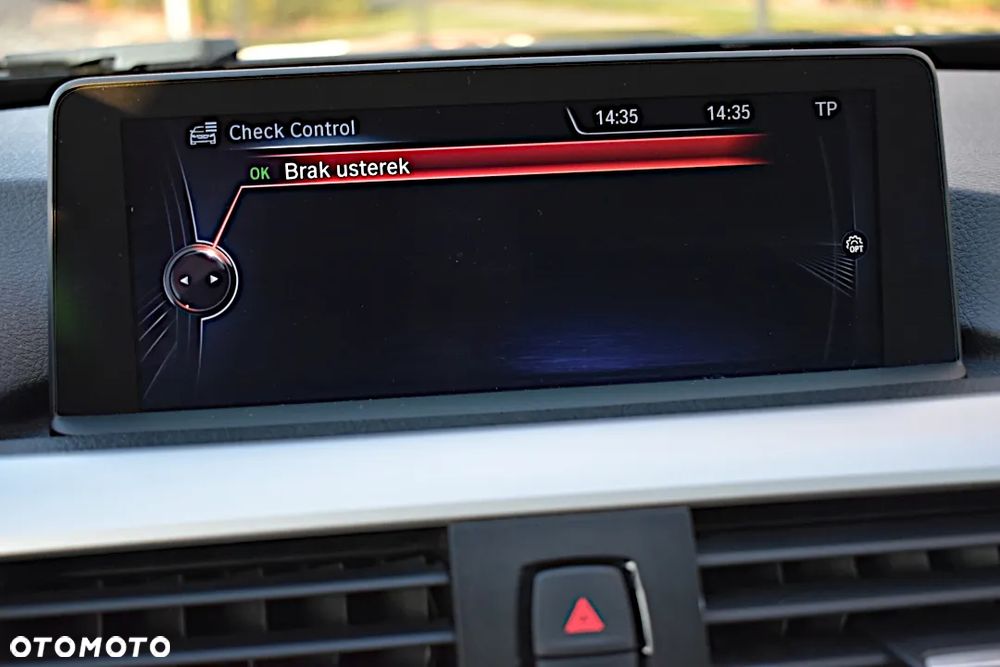 Check Control 14:35 14:35 TP
OK Brak usterek
OPT
OTOMOTO